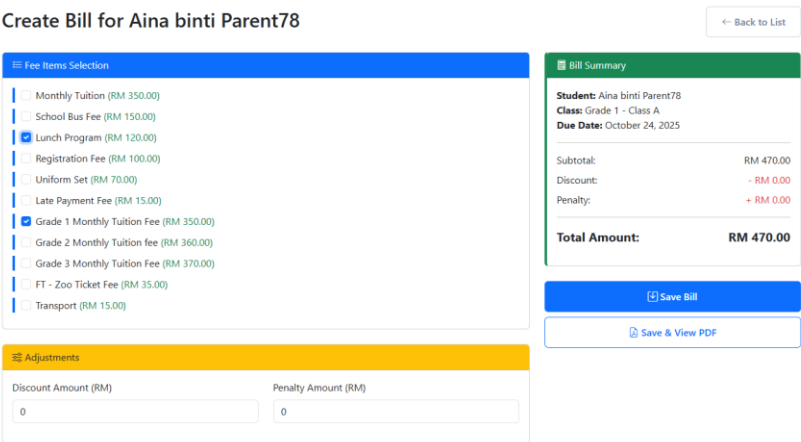 Create Bill for Aina binti Parent78
← Back to List
Fee Items Selection
Monthly Tuition (RM 350.00)
School Bus Fee (RM 150.00)
Lunch Program (RM 120.00)
Registration Fee (RM 100.00)
Uniform Set (RM 70.00)
Late Payment Fee (RM 15.00)
Grade 1 Monthly Tuition Fee (RM 350.00)
Grade 2 Monthly Tuition fee (RM 360.00)
Grade 3 Monthly Tuition Fee (RM 370.00)
FT - Zoo Ticket Fee (RM 35.00)
Transport (RM 15.00)
Adjustments
Discount Amount (RM)
0
Penalty Amount (RM)
0
Bill Summary
Student: Aina binti Parent78
Class: Grade 1 - Class A
Due Date: October 24, 2025
Subtotal: RM 470.00
Discount: - RM 0.00
Penalty: + RM 0.00
Total Amount: RM 470.00
Save Bill
Save & View PDF